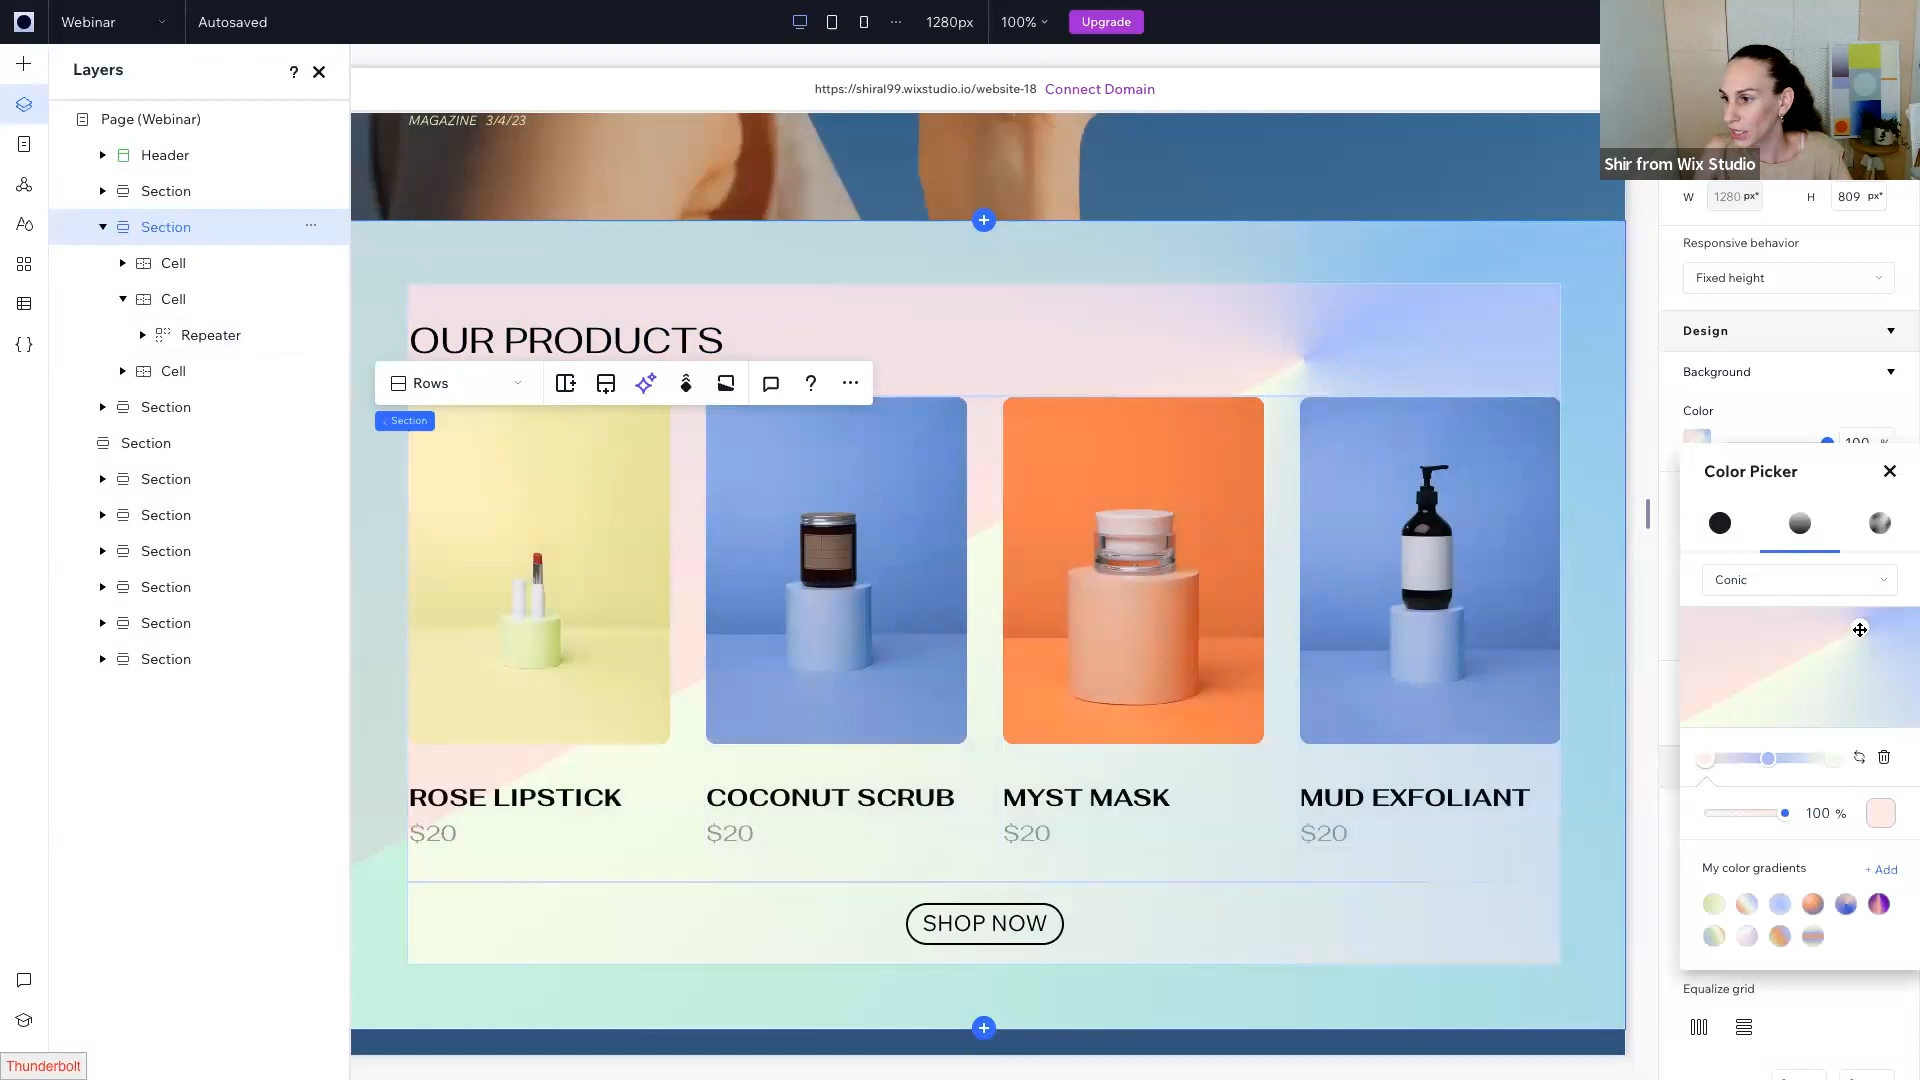 Webinar
Autosaved
1280px
100%
Upgrade
Layers
?
Page (Webinar)
Header
Section
Section
Cell
Cell
Repeater
Cell
Section
Section
Section
Section
Section
Section
Section
Section
https://shiral99.wixstudio.io/website-18 Connect Domain
MAGAZINE 3/4/23
OUR PRODUCTS
Rows
?
Section
ROSE LIPSTICK
$20
COCONUT SCRUB
$20
MYST MASK
$20
MUD EXFOLIANT
$20
SHOP NOW
Shir from Wix Studio
W 1280 px* H 809 px*
Responsive behavior
Fixed height
Design
Background
Color
100 %
Color Picker
Conic
100 %
My color gradients
+ Add
Equalize grid
Thunderbolt